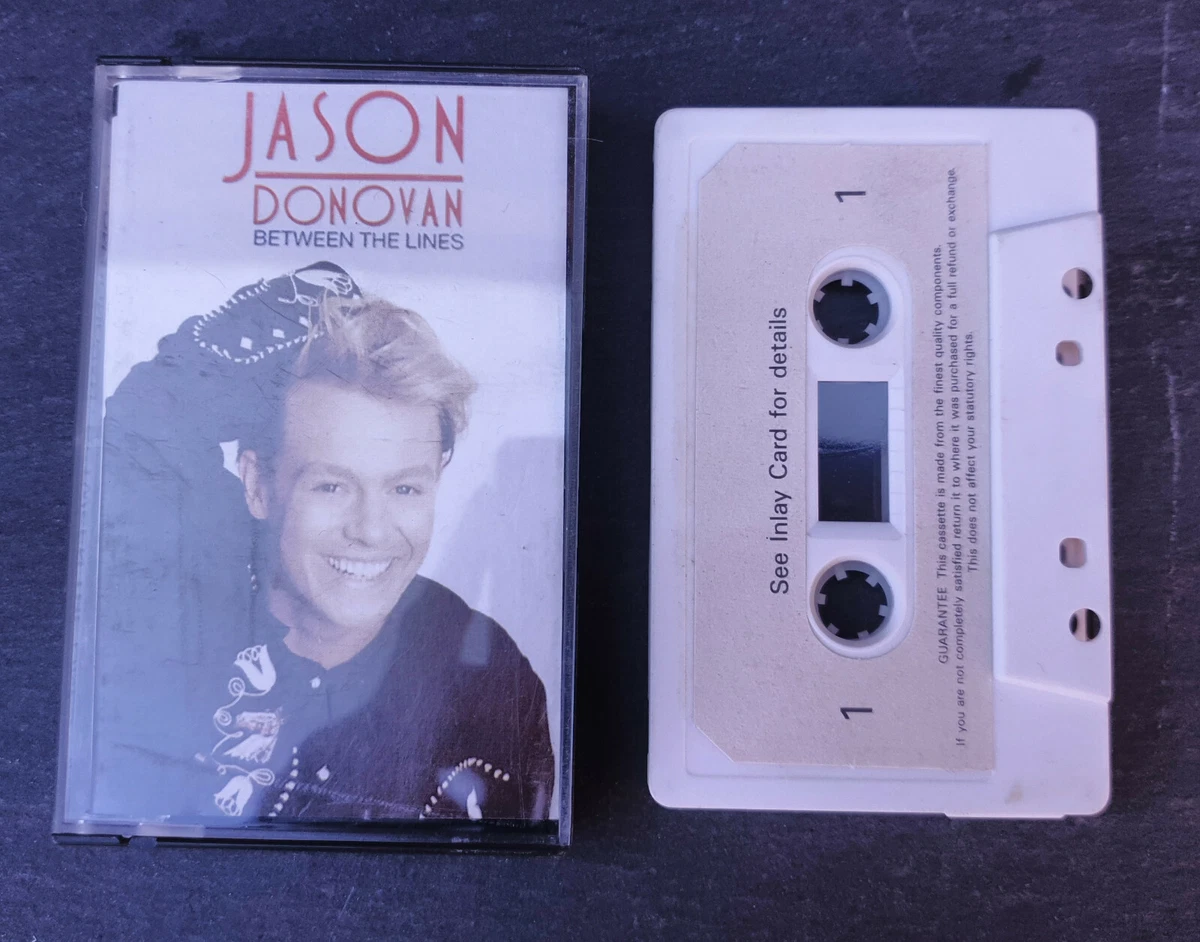 JASON
DONOVAN
BETWEEN THE LINES
1
1
See Inlay Card for details
GUARANTEE This cassette is made from the finest quality components.
If you are not completely satisfied return it to where it was purchased for a full refund or exchange.
This does not affect your statutory rights.